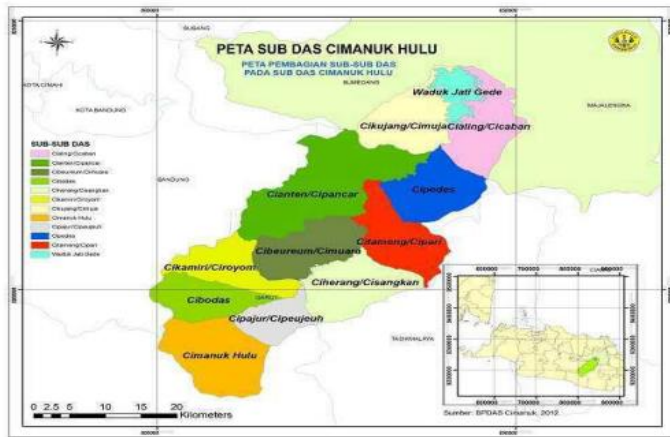 PETA SUB DAS CIMANUK HULU
PETA PEMBAGIAN SUB-SUB DAS
PADA SUB DAS CIMANUK HULU
SUBANG
SUMEDANG
KOTA CIMAHI
KOTA BANDUNG
MAJALENGKA
BANDUNG
GARUT
TASIKMALAYA
Waduk Jati Gede
Cikujang/Cimuja
Cialing/Cicaban
Cianten/Cipancar
Cipedes
Cibeureum/Cimuara
Citameng/Cipari
Cikamiri/Ciroyom
Ciherang/Cisangkan
Cibodas
Cipajur/Cipeujeuh
Cimanuk Hulu
SUB-SUB DAS
Cialing/Cicaban
Cianten/Cipancar
Cibeureum/Cimuara
Cibodas
Ciherang/Cisangkan
Cikamiri/Ciroyom
Cikujang/Cimuja
Cimanuk Hulu
Cipajur/Cipeujeuh
Cipedes
Citameng/Cipari
Waduk Jati Gede
0 2.5 5 10 15 20
Kilometers
Sumber: BPDAS Cimanuk, 2012